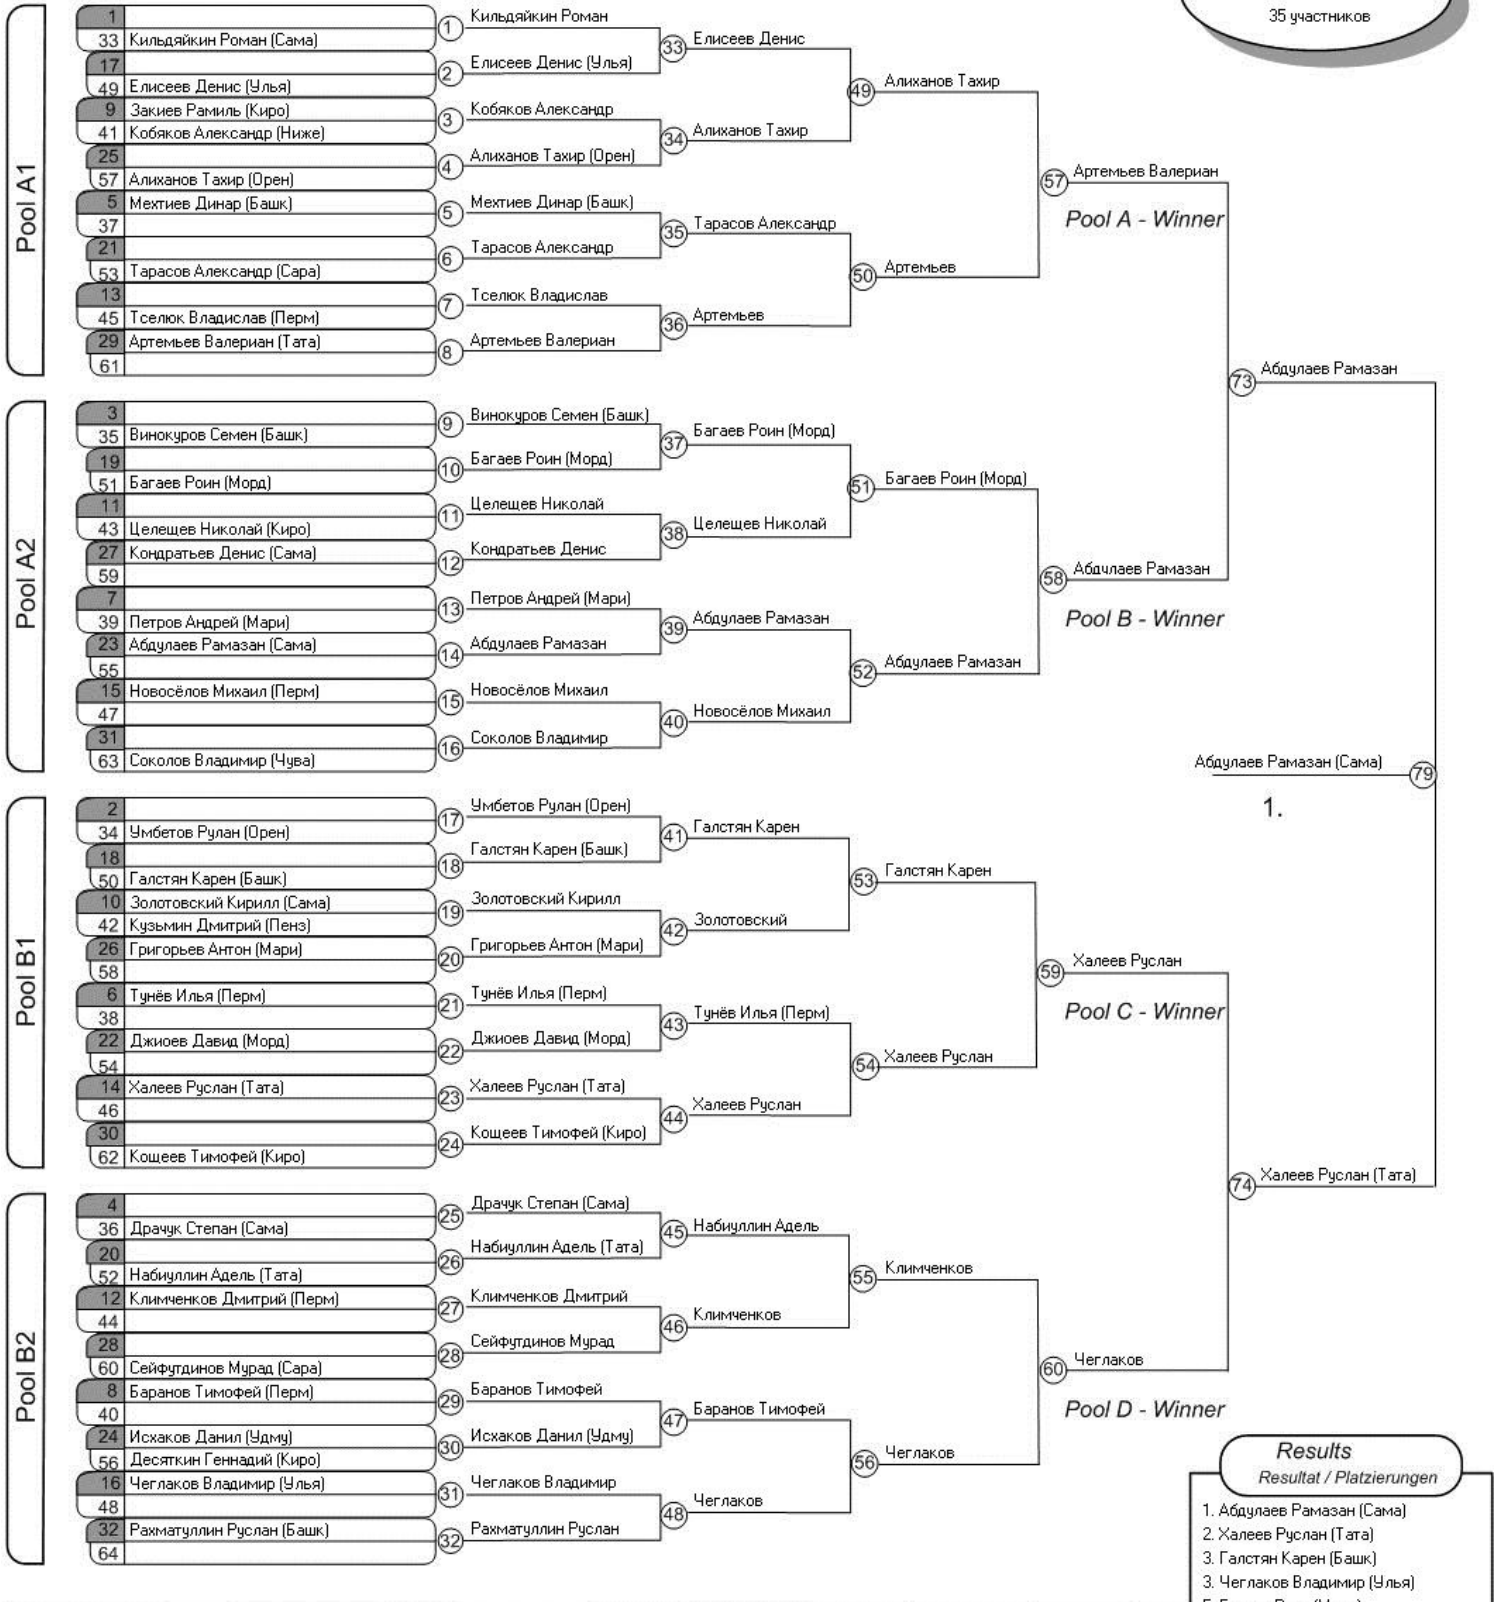 35 участников
Pool A1
1
33 Кильдяйкин Роман (Сама)
17
49 Елисеев Денис (Улья)
9 Закиев Рамиль (Киро)
41 Кобяков Александр (Ниже)
25
57 Алиханов Тахир (Орен)
5 Мехтиев Динар (Башк)
37
21
53 Тарасов Александр (Сара)
13
45 Тселюк Владислав (Перм)
29 Артемьев Валериан (Тата)
61
1 Кильдяйкин Роман
2 Елисеев Денис (Улья)
3 Кобяков Александр
4 Алиханов Тахир (Орен)
5 Мехтиев Динар (Башк)
6 Тарасов Александр
7 Тселюк Владислав
8 Артемьев Валериан
33 Елисеев Денис
34 Алиханов Тахир
35 Тарасов Александр
36 Артемьев
49 Алиханов Тахир
50 Артемьев
57 Артемьев Валериан
Pool A - Winner
Pool A2
3
35 Винокуров Семен (Башк)
19
51 Багаев Роин (Морд)
11
43 Целещев Николай (Киро)
27 Кондратьев Денис (Сама)
59
7
39 Петров Андрей (Мари)
23 Абдулаев Рамазан (Сама)
55
15 Новосёлов Михаил (Перм)
47
31
63 Соколов Владимир (Чува)
9 Винокуров Семен (Башк)
10 Багаев Роин (Морд)
11 Целещев Николай
12 Кондратьев Денис
13 Петров Андрей (Мари)
14 Абдулаев Рамазан
15 Новосёлов Михаил
16 Соколов Владимир
37 Багаев Роин (Морд)
38 Целещев Николай
39 Абдулаев Рамазан
40 Новосёлов Михаил
51 Багаев Роин (Морд)
52 Абдулаев Рамазан
58 Абдулаев Рамазан
Pool B - Winner
73 Абдулаев Рамазан
Абдулаев Рамазан (Сама) 79
1.
Pool B1
2
34 Умбетов Рулан (Орен)
18
50 Галстян Карен (Башк)
10 Золотовский Кирилл (Сама)
42 Кузьмин Дмитрий (Пенз)
26 Григорьев Антон (Мари)
58
6 Тунёв Илья (Перм)
38
22 Джиоев Давид (Морд)
54
14 Халеев Руслан (Тата)
46
30
62 Кощеев Тимофей (Киро)
17 Умбетов Рулан (Орен)
18 Галстян Карен (Башк)
19 Золотовский Кирилл
20 Григорьев Антон (Мари)
21 Тунёв Илья (Перм)
22 Джиоев Давид (Морд)
23 Халеев Руслан (Тата)
24 Кощеев Тимофей (Киро)
41 Галстян Карен
42 Золотовский
43 Тунёв Илья (Перм)
44 Халеев Руслан
53 Галстян Карен
54 Халеев Руслан
59 Халеев Руслан
Pool C - Winner
74 Халеев Руслан (Тата)
Pool B2
4
36 Драчук Степан (Сама)
20
52 Набиуллин Адель (Тата)
12 Климченков Дмитрий (Перм)
44
28
60 Сейфутдинов Мурад (Сара)
8 Баранов Тимофей (Перм)
40
24 Исхаков Данил (Удму)
56 Десяткин Геннадий (Киро)
16 Чеглаков Владимир (Улья)
48
32 Рахматуллин Руслан (Башк)
64
25 Драчук Степан (Сама)
26 Набиуллин Адель (Тата)
27 Климченков Дмитрий
28 Сейфутдинов Мурад
29 Баранов Тимофей
30 Исхаков Данил (Удму)
31 Чеглаков Владимир
32 Рахматуллин Руслан
45 Набиуллин Адель
46 Климченков
47 Баранов Тимофей
48 Чеглаков
55 Климченков
56 Чеглаков
60 Чеглаков
Pool D - Winner
Results
Resultat / Platzierungen
1. Абдулаев Рамазан (Сама)
2. Халеев Руслан (Тата)
3. Галстян Карен (Башк)
3. Чеглаков Владимир (Улья)